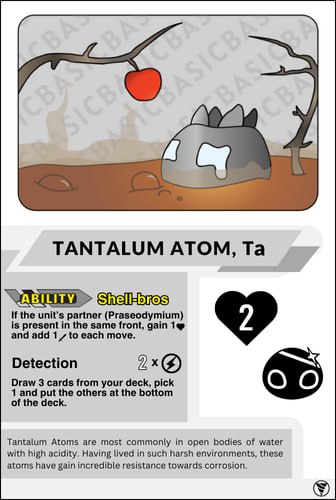 BASICBASICBASIC
TANTALUM ATOM, Ta
ABILITY Shell-bros
If the unit's partner (Praseodymium)
is present in the same front, gain 1
and add 1 to each move.
2
Detection 2 x
Draw 3 cards from your deck, pick
1 and put the others at the bottom
of the deck.
Tantalum Atoms are most commonly in open bodies of water
with high acidity. Having lived in such harsh environments, these
atoms have gain incredible resistance towards corrosion.